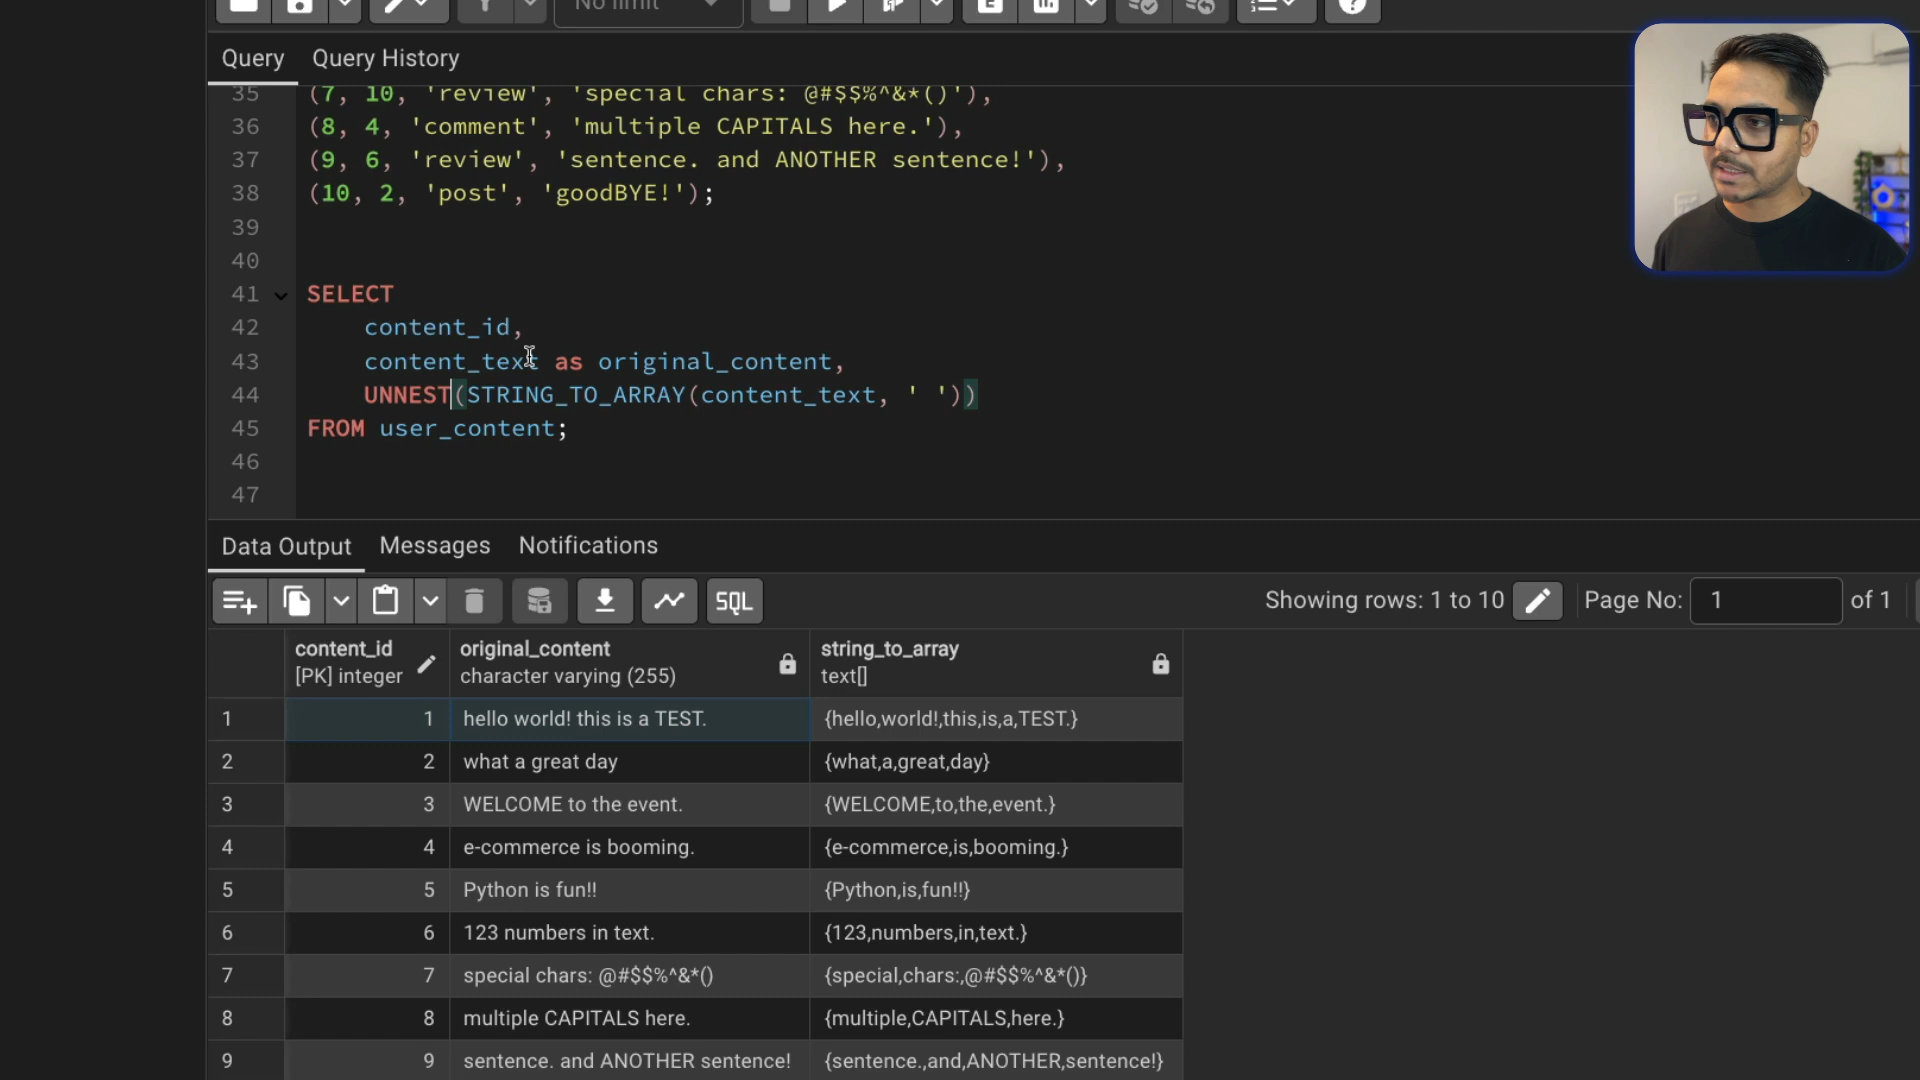 No limit
Query Query History
35 (7, 10, 'review', 'special chars: @#$$%^&*()'),
36 (8, 4, 'comment', 'multiple CAPITALS here.'),
37 (9, 6, 'review', 'sentence. and ANOTHER sentence!'),
38 (10, 2, 'post', 'goodBYE!');
39
40
41 SELECT
42 content_id,
43 content_text as original_content,
44 UNNEST(STRING_TO_ARRAY(content_text, ' '))
45 FROM user_content;
46
47
Data Output Messages Notifications
SQL Showing rows: 1 to 10 Page No: 1 of 1
content_id original_content string_to_array
[PK] integer character varying (255) text[]
1 1 hello world! this is a TEST. {hello,world!,this,is,a,TEST.}
2 2 what a great day {what,a,great,day}
3 3 WELCOME to the event. {WELCOME,to,the,event.}
4 4 e-commerce is booming. {e-commerce,is,booming.}
5 5 Python is fun!! {Python,is,fun!!}
6 6 123 numbers in text. {123,numbers,in,text.}
7 7 special chars: @#$$%^&*() {special,chars:,@#$$%^&*()}
8 8 multiple CAPITALS here. {multiple,CAPITALS,here.}
9 9 sentence. and ANOTHER sentence! {sentence.,and,ANOTHER,sentence!}